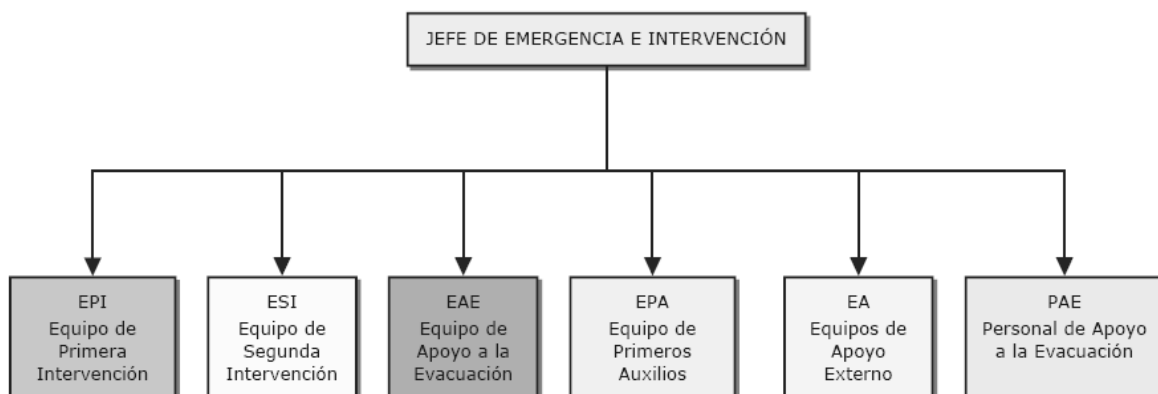 JEFE DE EMERGENCIA E INTERVENCIÓN
EPI
Equipo de
Primera
Intervención
ESI
Equipo de
Segunda
Intervención
EAE
Equipo de
Apoyo a la
Evacuación
EPA
Equipo de
Primeros
Auxilios
EA
Equipos de
Apoyo
Externo
PAE
Personal de Apoyo
a la Evacuación